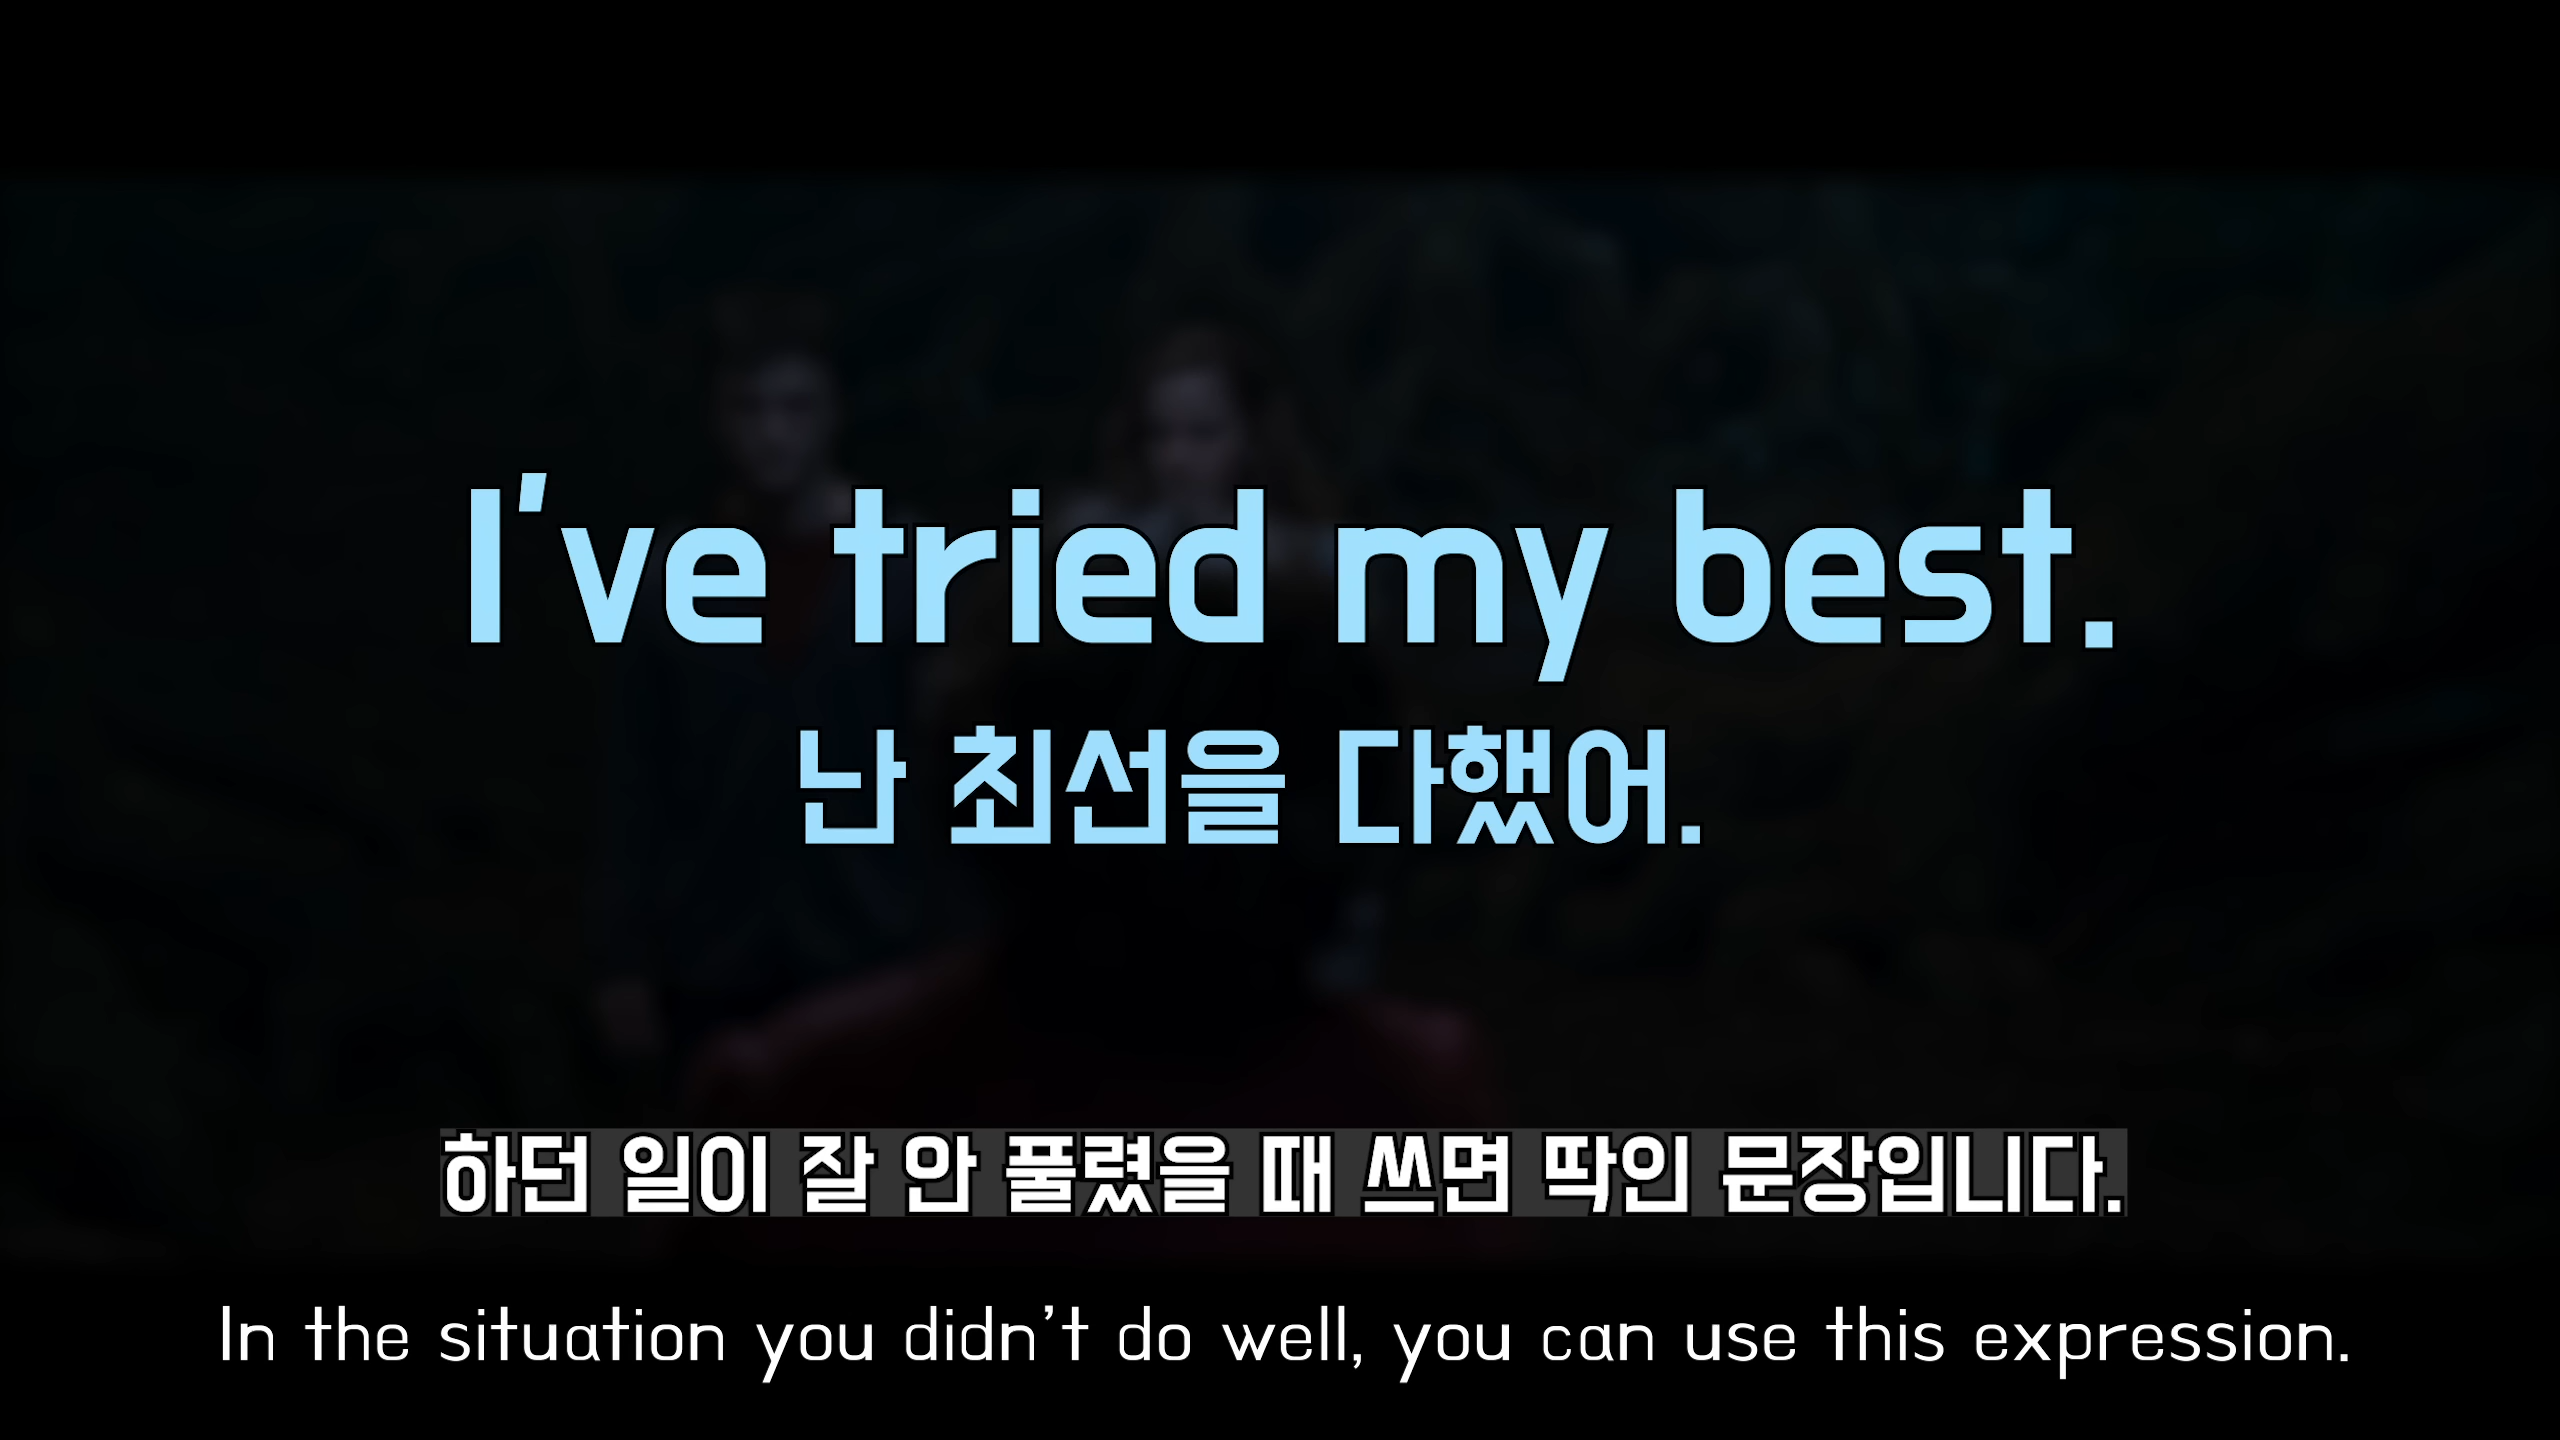 I've tried my best.
난 최선을 다했어.
하던 일이 잘 안 풀렸을 때 쓰면 딱인 문장입니다.
In the situation you didn't do well, you can use this expression.